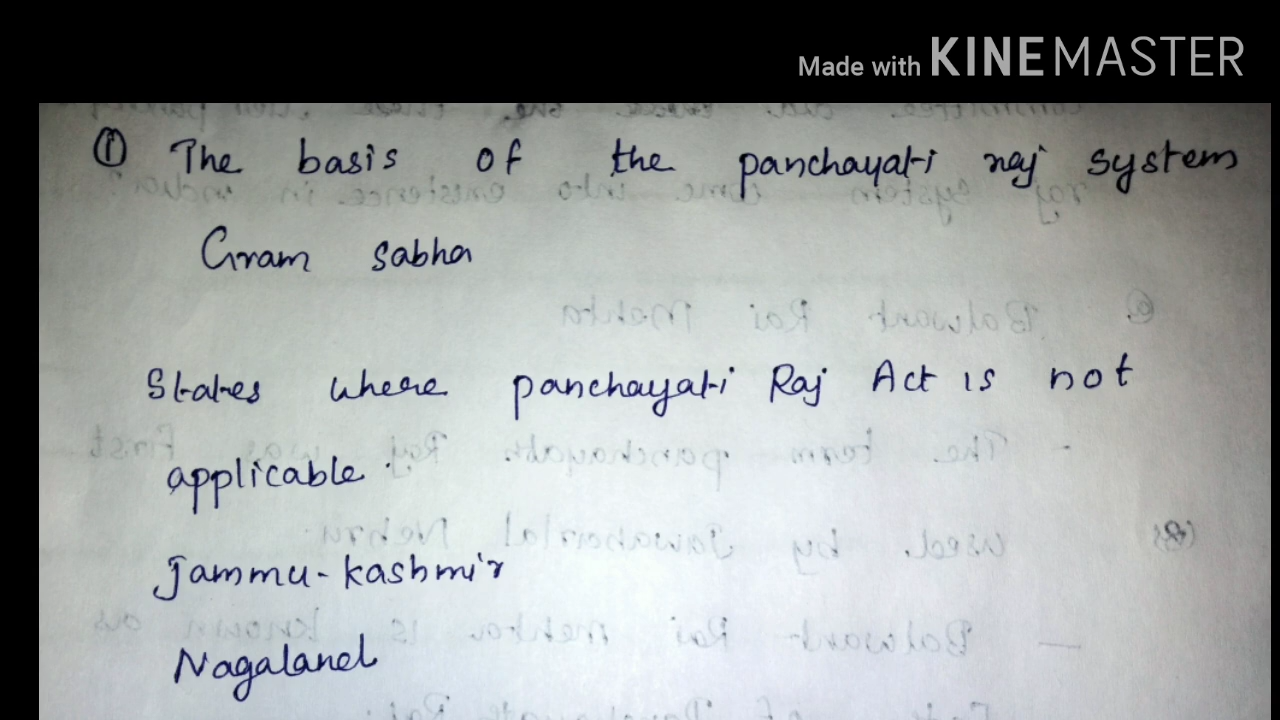 Made with KINEMASTER
① The basis of the panchayati raj system
Gram sabha
States where panchayati Raj Act is not
applicable.
Jammu-kashmir
Nagaland